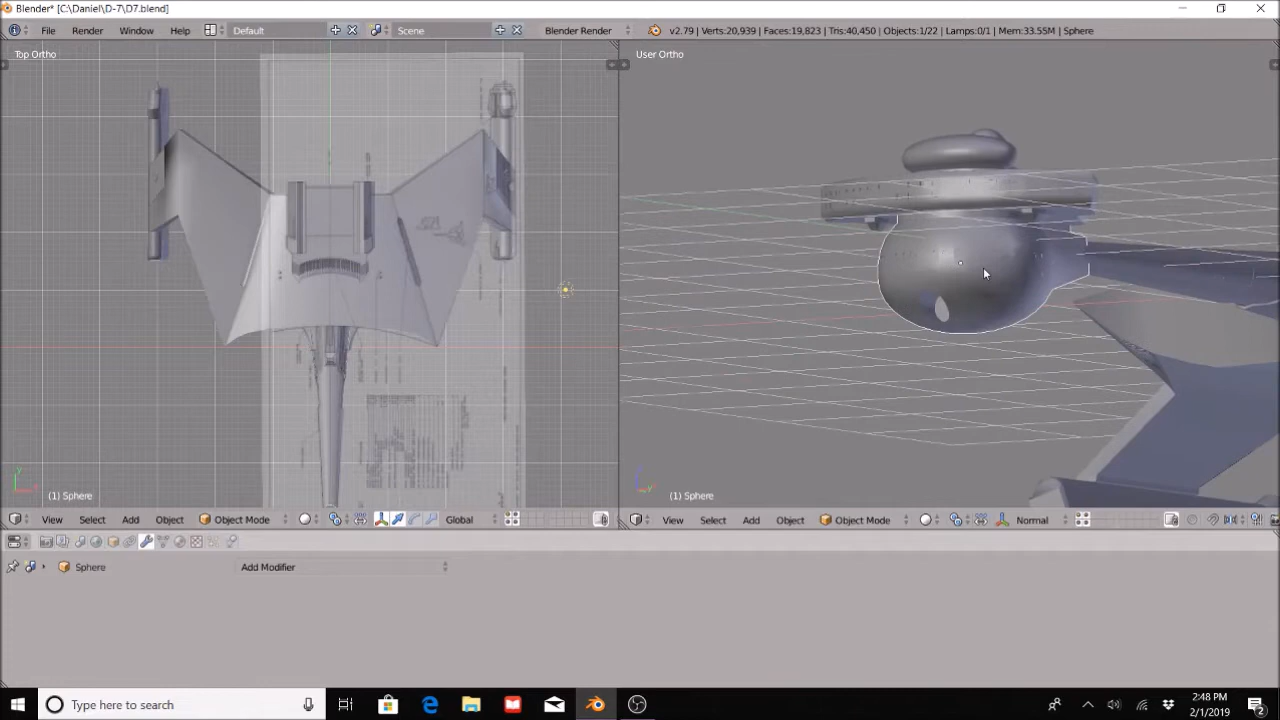 Blender* [C:\Daniel\D-7\D7.blend]
File Render Window Help Default Scene Blender Render v2.79 | Verts:20,939 | Faces:19,823 | Tris:40,450 | Objects:1/22 | Lamps:0/1 | Mem:33.55M | Sphere
Top Ortho
User Ortho
(1) Sphere
(1) Sphere
View Select Add Object Object Mode Global
View Select Add Object Object Mode Normal
Sphere Add Modifier
Type here to search
2:48 PM
2/1/2019
2